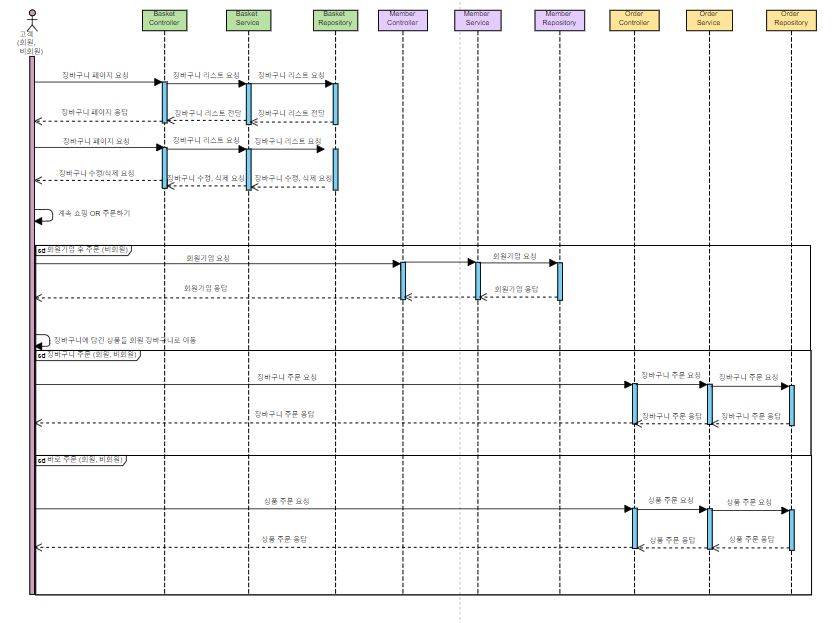 Basket
Controller
Basket
Service
Basket
Repository
Member
Controller
Member
Service
Member
Repository
Order
Controller
Order
Service
Order
Repository
고객
(회원,
비회원)
장바구니 페이지 요청
장바구니 리스트 요청
장바구니 리스트 요청
장바구니 페이지 응답
장바구니 리스트 전달
장바구니 리스트 전달
장바구니 페이지 요청
장바구니 리스트 요청
장바구니 리스트 요청
장바구니 수정/삭제 요청
장바구니 수정, 삭제 요청
장바구니 수정, 삭제 요청
계속 쇼핑 OR 주문하기
sd 회원가입 후 주문 (비회원)
회원가입 요청
회원가입 요청
회원가입 응답
회원가입 응답
장바구니에 담긴 상품들 회원 장바구니로 이동
sd 장바구니 주문 (회원, 비회원)
장바구니 주문 요청
장바구니 주문 요청
장바구니 주문 요청
장바구니 주문 응답
장바구니 주문 응답
장바구니 주문 응답
sd 바로 주문 (회원, 비회원)
상품 주문 요청
상품 주문 요청
상품 주문 요청
상품 주문 응답
상품 주문 응답
상품 주문 응답